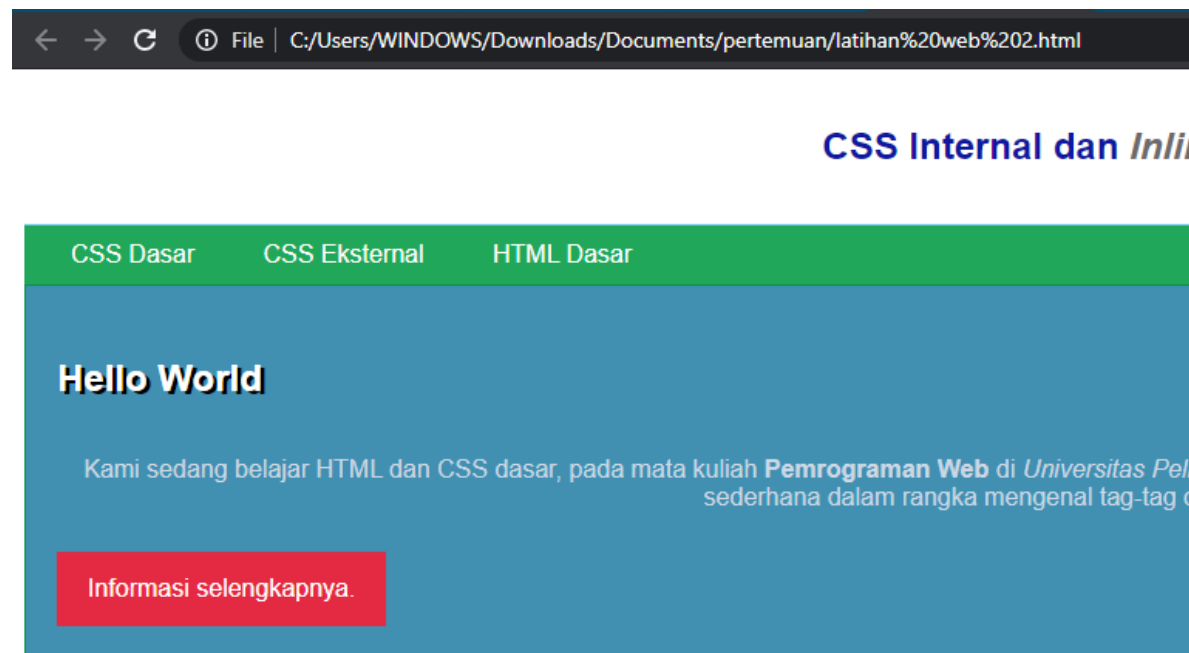 File | C:/Users/WINDOWS/Downloads/Documents/pertemuan/latihan%20web%202.html
CSS Internal dan
CSS Dasar CSS Eksternal HTML Dasar
Hello World
Kami sedang belajar HTML dan CSS dasar, pada mata kuliah Pemrograman Web di Universitas
sederhana dalam rangka mengenal tag-tag
Informasi selengkapnya.